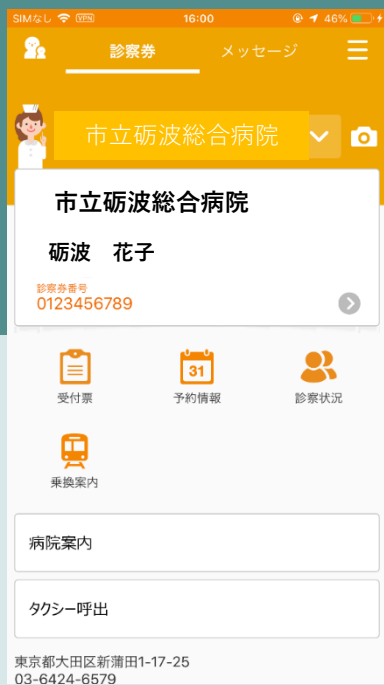 SIMなし VPN 16:00 46%
診察券 メッセージ
市立砺波総合病院
市立砺波総合病院
砺波 花子
診察券番号
0123456789
31
受付票 予約情報 診察状況
乗換案内
病院案内
タクシー呼出
東京都大田区新蒲田1-17-25
03-6424-6579